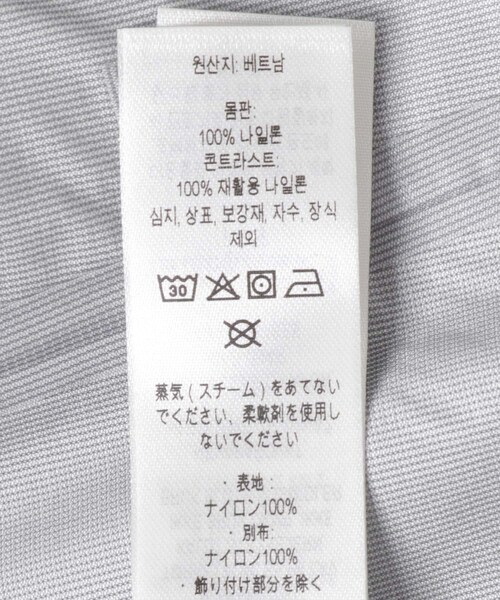 원산지: 베트남
몸판:
100% 나일론
콘트라스트:
100% 재활용 나일론
심지, 상표, 보강재, 자수, 장식
제외
30
蒸気(スチーム)をあてない
でください、柔軟剤を使用し
ないでください
・表地:
ナイロン100%
・別布:
ナイロン100%
・飾り付け部分を除く